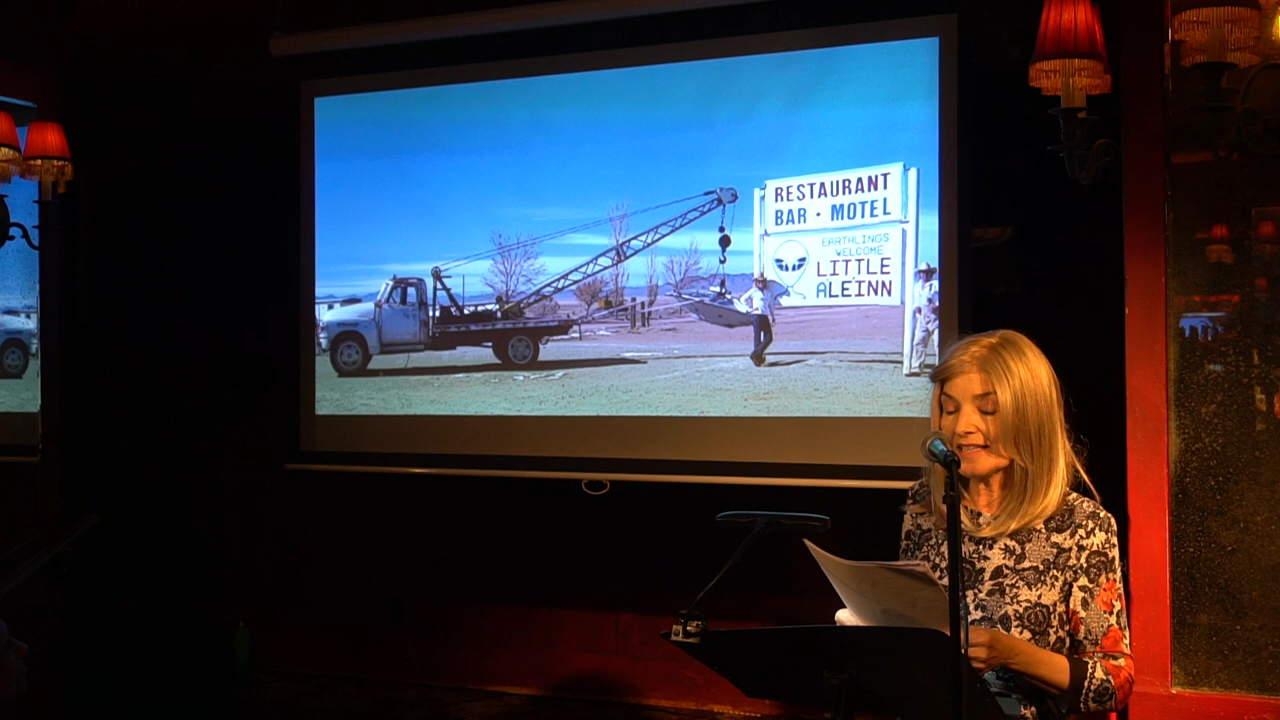 RESTAURANT
BAR · MOTEL
EARTHLINGS
WELCOME
LITTLE
ALEINN